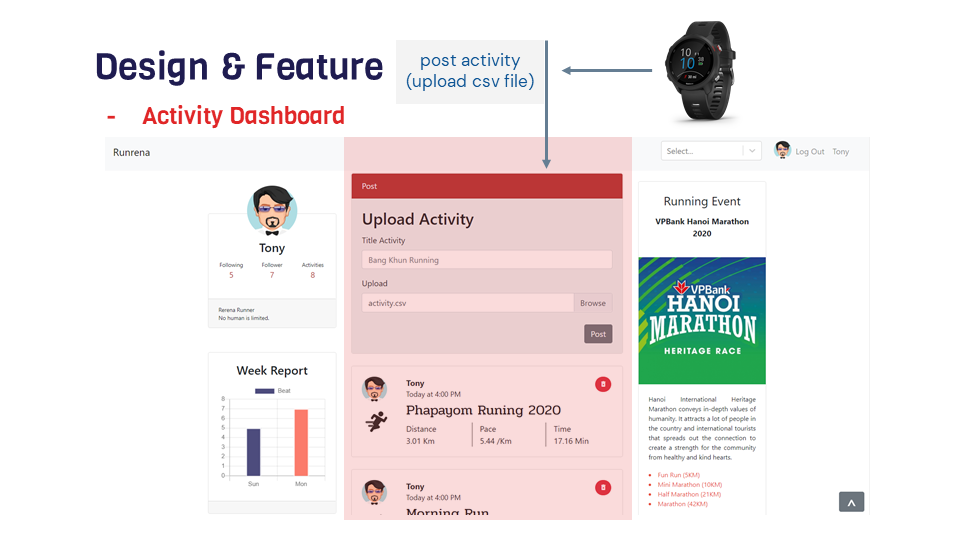 Design & Feature
post activity
(upload csv file)
- Activity Dashboard
Runrena
Select...
Log Out
Tony
Tony
Following
Follower
Activities
5
7
8
Rerena Runner
No human is limited.
Week Report
Beat
8
7
6
5
4
3
2
1
0
Sun
Mon
Post
Upload Activity
Title Activity
Bang Khun Running
Upload
activity.csv
Browse
Post
Tony
Today at 4:00 PM
Phapayom Runing 2020
Distance
Pace
Time
3.01 Km
5.44 /Km
17.16 Min
Tony
Today at 4:00 PM
Morning Run
Running Event
VPBank Hanoi Marathon
2020
VPBank
HANOI
MARATHON
HERITAGE RACE
Hanoi International Heritage
Marathon conveys in-depth values of
humanity. It attracts a lot of people in
the country and international tourists
that spreads out the connection to
create a strength for the community
from healthy and kind hearts.
Fun Run (5KM)
Mini Marathon (10KM)
Half Marathon (21KM)
Marathon (42KM)